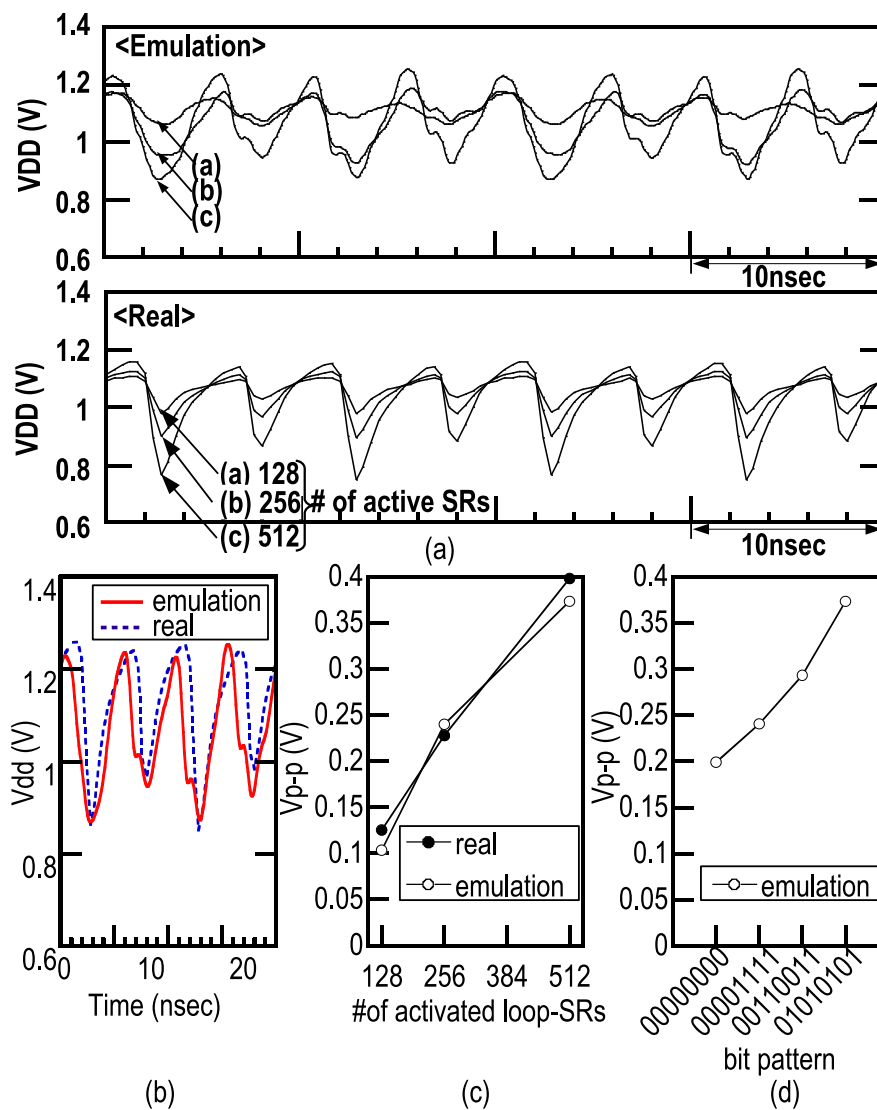 1.4
<Emulation>
1.2
1
0.8
0.6
VDD (V)
(a)
(b)
(c)
10nsec
1.4
<Real>
1.2
1
0.8
0.6
VDD (V)
(a) 128
(b) 256
(c) 512
# of active SRs
10nsec
(a)
1.4
1.2
1
0.8
0.6
Vdd (V)
emulation
real
0 10 20
Time (nsec)
(b)
0.4
0.35
0.3
0.25
0.2
0.15
0.1
0.05
0
Vp-p (V)
real
emulation
128 256 384 512
#of activated loop-SRs
(c)
0.4
0.35
0.3
0.25
0.2
0.15
0.1
0.05
0
Vp-p (V)
emulation
000000000
00001111
00110011
01010101
bit pattern
(d)